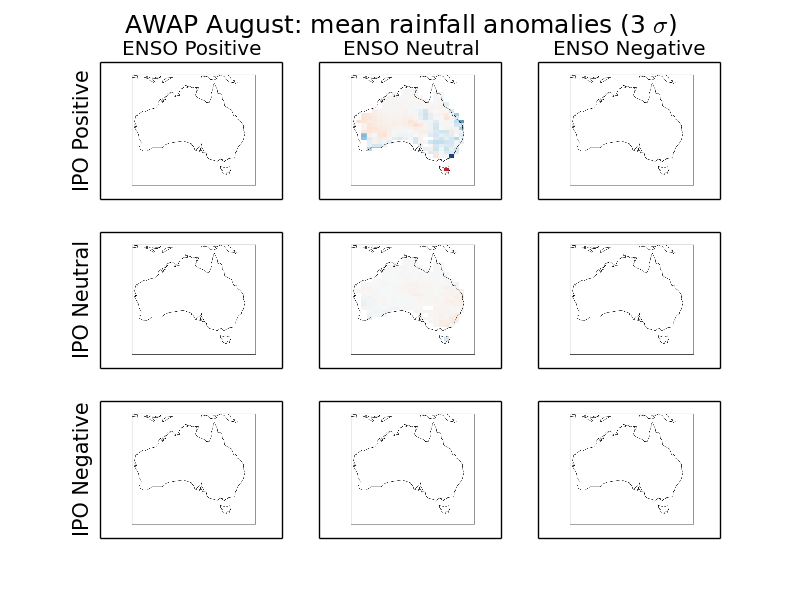 AWAP August: mean rainfall anomalies (3 σ)
ENSO Positive
ENSO Neutral
ENSO Negative
IPO Positive
IPO Neutral
IPO Negative